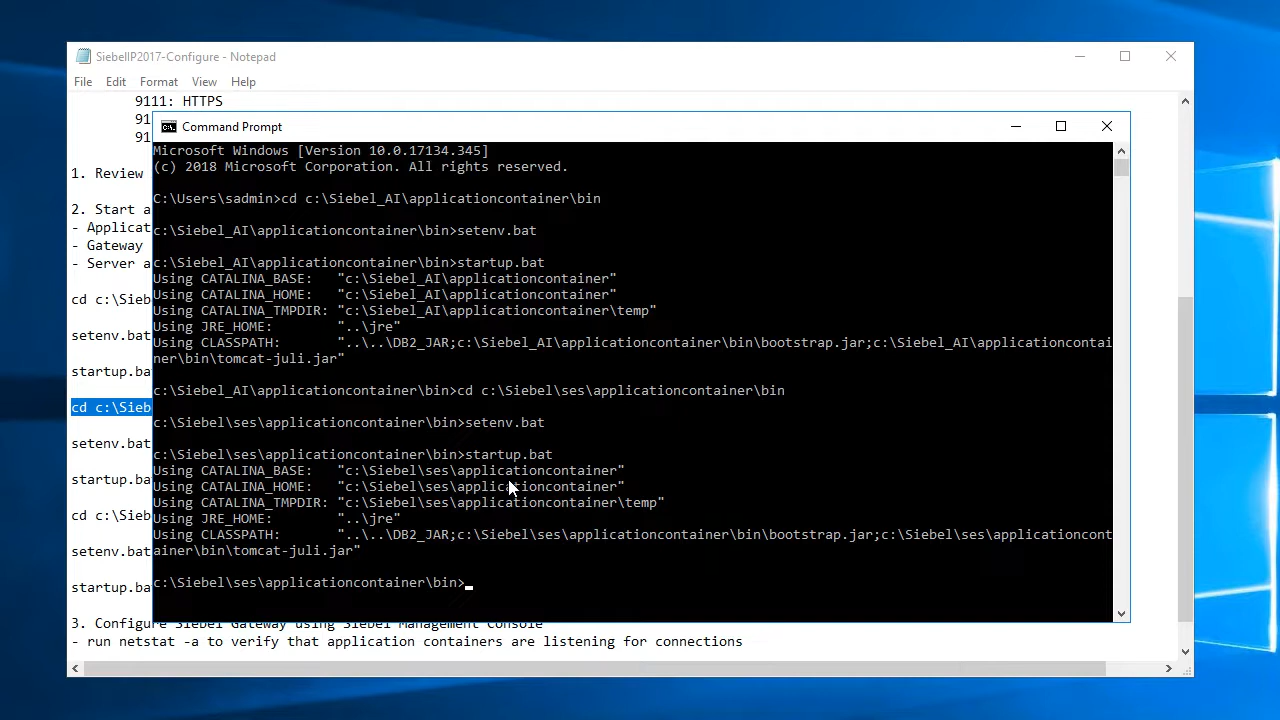 SiebelIP2017-Configure - Notepad
File Edit Format View Help
9111: HTTPS
91
91
1. Review
2. Start a
- Applicat
- Gateway
- Server a
cd c:\Sieb
setenv.bat
startup.ba
cd c:\Sieb
setenv.bat
startup.ba
cd c:\Sieb
setenv.bat
startup.ba
3. Configure Siebel Gateway using Siebel Management Console
- run netstat -a to verify that application containers are listening for connections
Command Prompt
Microsoft Windows [Version 10.0.17134.345]
(c) 2018 Microsoft Corporation. All rights reserved.
C:\Users\sadmin>cd c:\Siebel_AI\applicationcontainer\bin
c:\Siebel_AI\applicationcontainer\bin>setenv.bat
c:\Siebel_AI\applicationcontainer\bin>startup.bat
Using CATALINA_BASE:   "c:\Siebel_AI\applicationcontainer"
Using CATALINA_HOME:   "c:\Siebel_AI\applicationcontainer"
Using CATALINA_TMPDIR: "c:\Siebel_AI\applicationcontainer\temp"
Using JRE_HOME:        "..\jre"
Using CLASSPATH:       "..\..\DB2_JAR;c:\Siebel_AI\applicationcontainer\bin\bootstrap.jar;c:\Siebel_AI\applicationcontai
ner\bin\tomcat-juli.jar"
c:\Siebel_AI\applicationcontainer\bin>cd c:\Siebel\ses\applicationcontainer\bin
c:\Siebel\ses\applicationcontainer\bin>setenv.bat
c:\Siebel\ses\applicationcontainer\bin>startup.bat
Using CATALINA_BASE:   "c:\Siebel\ses\applicationcontainer"
Using CATALINA_HOME:   "c:\Siebel\ses\applicationcontainer"
Using CATALINA_TMPDIR: "c:\Siebel\ses\applicationcontainer\temp"
Using JRE_HOME:        "..\jre"
Using CLASSPATH:       "..\..\DB2_JAR;c:\Siebel\ses\applicationcontainer\bin\bootstrap.jar;c:\Siebel\ses\applicationcont
ainer\bin\tomcat-juli.jar"
c:\Siebel\ses\applicationcontainer\bin>